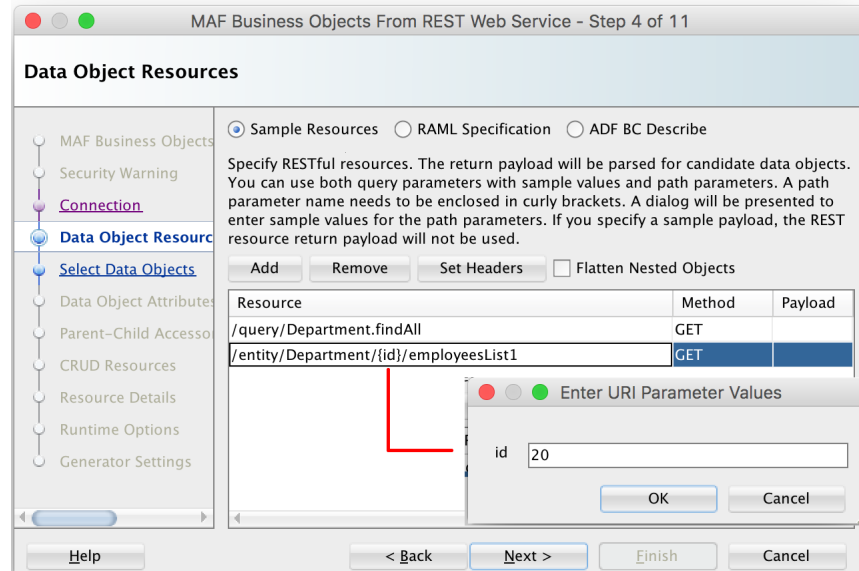 MAF Business Objects From REST Web Service - Step 4 of 11
Data Object Resources
MAF Business Objects
Security Warning
Connection
Data Object Resourc
Select Data Objects
Data Object Attributes
Parent-Child Accesso
CRUD Resources
Resource Details
Runtime Options
Generator Settings
Sample Resources RAML Specification ADF BC Describe
Specify RESTful resources. The return payload will be parsed for candidate data objects.
You can use both query parameters with sample values and path parameters. A path
parameter name needs to be enclosed in curly brackets. A dialog will be presented to
enter sample values for the path parameters. If you specify a sample payload, the REST
resource return payload will not be used.
Add Remove Set Headers Flatten Nested Objects
Resource Method Payload
/query/Department.findAll GET
/entity/Department/{id}/employeesList1 GET
Enter URI Parameter Values
id 20
OK Cancel
Help < Back Next > Finish Cancel